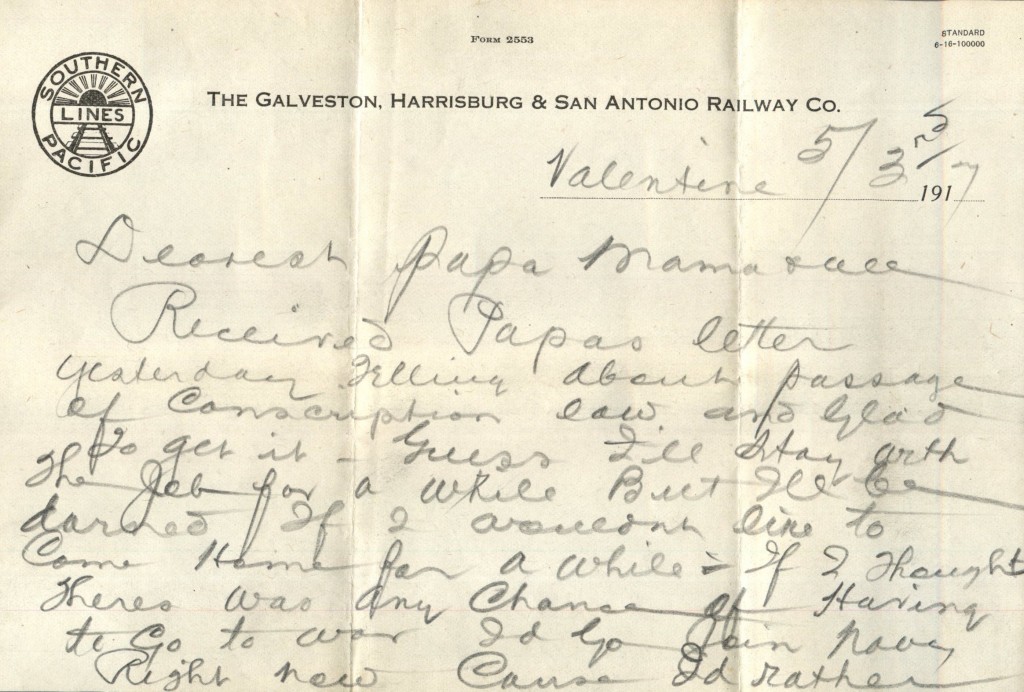 FORM 2553
STANDARD
6-16-100000
SOUTHERN
LINES
PACIFIC
THE GALVESTON, HARRISBURG & SAN ANTONIO RAILWAY CO.
Valentine 5/3 1917
Dearest Papa Mama & all
Received Papas letter
yesterday Telling about passage
of Conscription law and Glad
To get it - Guess I'll Stay with
The Job for a while But Ill be
darned If I wouldnt like to
Come Home for a while = If I Thought
Theres was any Chance of Having
to Go to war Id Go Join Navy
Right now Cause Id rather